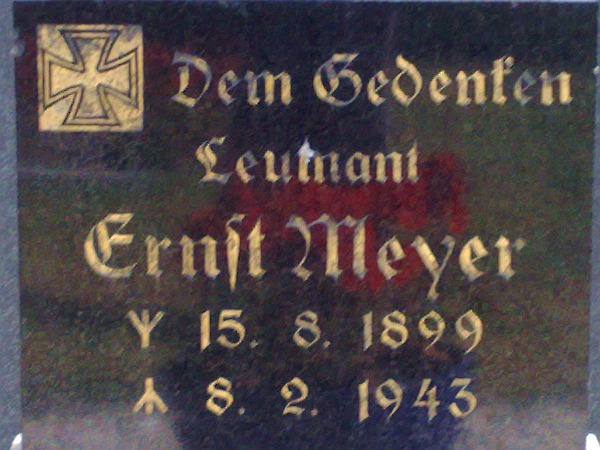 Dem Gedenken
Leutnant
Ernst Meyer
ᛉ 15. 8. 1899
ᛦ 8. 2. 1943